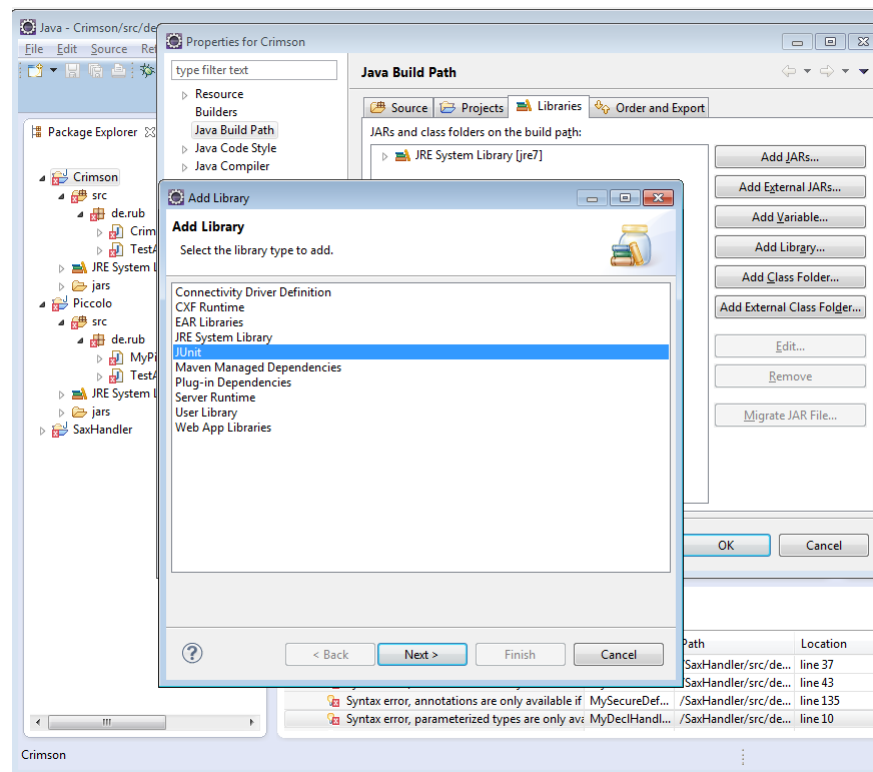 Java - Crimson/src/de
File Edit Source Ref
Package Explorer
Crimson
src
de.rub
Crim
TestA
JRE System L
jars
Piccolo
src
de.rub
MyPi
TestA
JRE System L
jars
SaxHandler
Properties for Crimson
type filter text
Resource
Builders
Java Build Path
Java Code Style
Java Compiler
Java Build Path
Source Projects Libraries Order and Export
JARs and class folders on the build path:
JRE System Library [jre7]
Add JARs...
Add External JARs...
Add Variable...
Add Library...
Add Class Folder...
Add External Class Folder...
Edit...
Remove
Migrate JAR File...
OK Cancel
Add Library
Add Library
Select the library type to add.
Connectivity Driver Definition
CXF Runtime
EAR Libraries
JRE System Library
JUnit
Maven Managed Dependencies
Plug-in Dependencies
Server Runtime
User Library
Web App Libraries
< Back Next > Finish Cancel
Path Location
/SaxHandler/src/de... line 37
/SaxHandler/src/de... line 43
Syntax error, annotations are only available if MySecureDef... /SaxHandler/src/de... line 135
Syntax error, parameterized types are only ava MyDeclHandl... /SaxHandler/src/de... line 10
Crimson